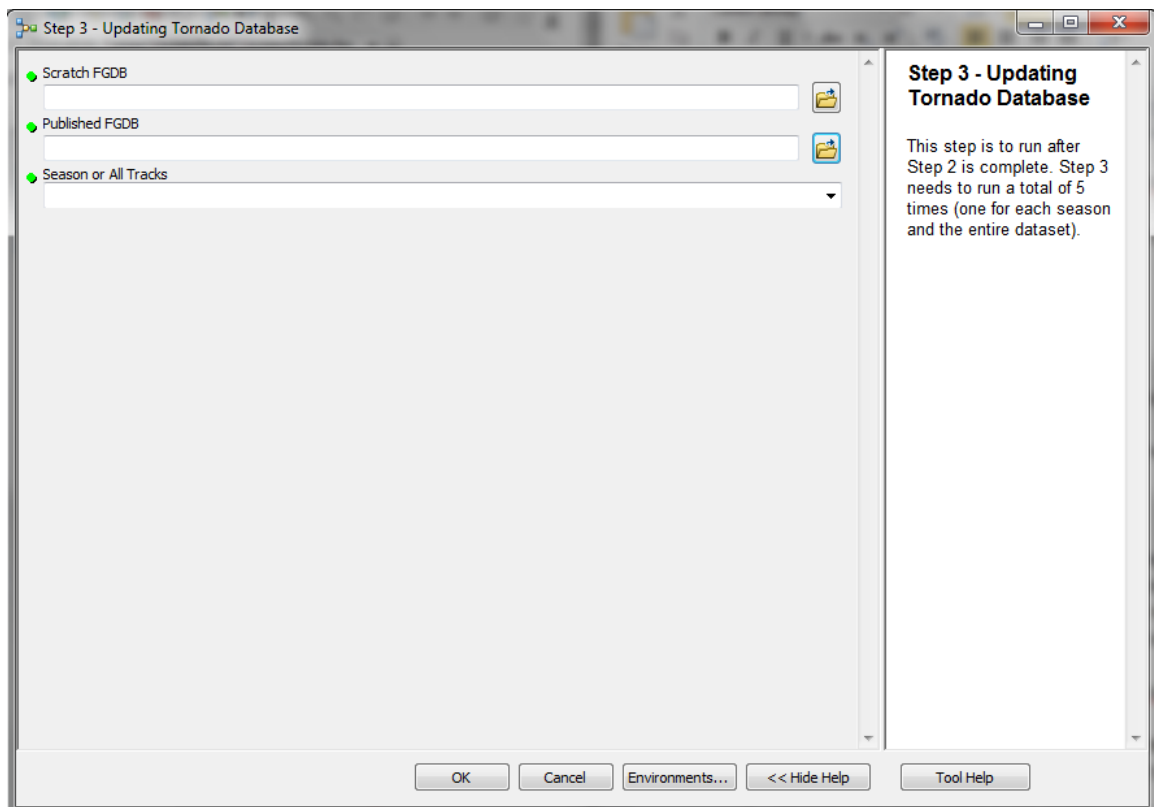 Step 3 - Updating Tornado Database
Scratch FGDB
Published FGDB
Season or All Tracks
Step 3 - Updating
Tornado Database
This step is to run after
Step 2 is complete. Step 3
needs to run a total of 5
times (one for each season
and the entire dataset).
OK
Cancel
Environments...
<< Hide Help
Tool Help